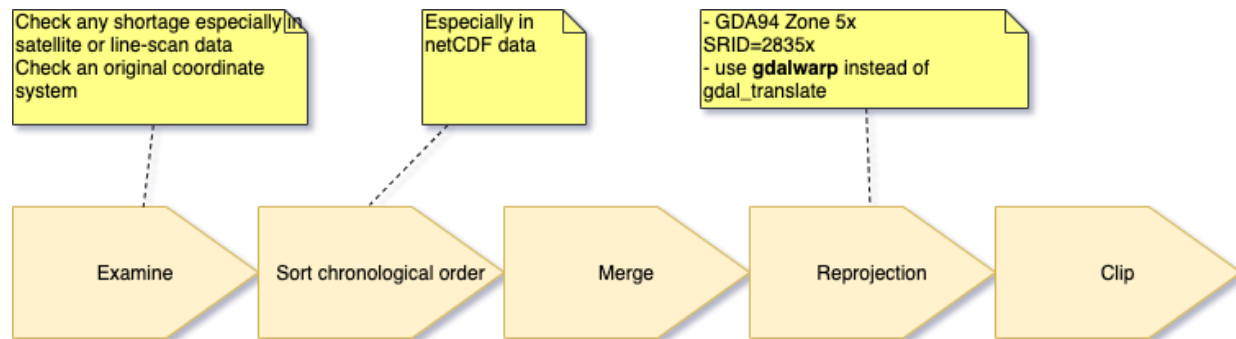 Check any shortage especially in
satellite or line-scan data
Check an original coordinate
system
Especially in
netCDF data
- GDA94 Zone 5x
SRID=2835x
- use gdalwarp instead of
gdal_translate
Examine
Sort chronological order
Merge
Reprojection
Clip